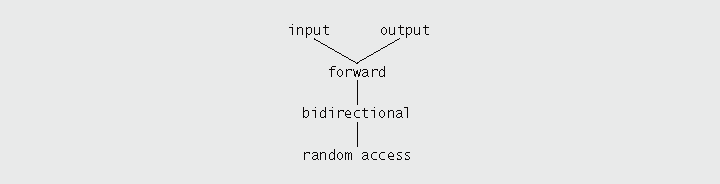 input output
forward
bidirectional
random access